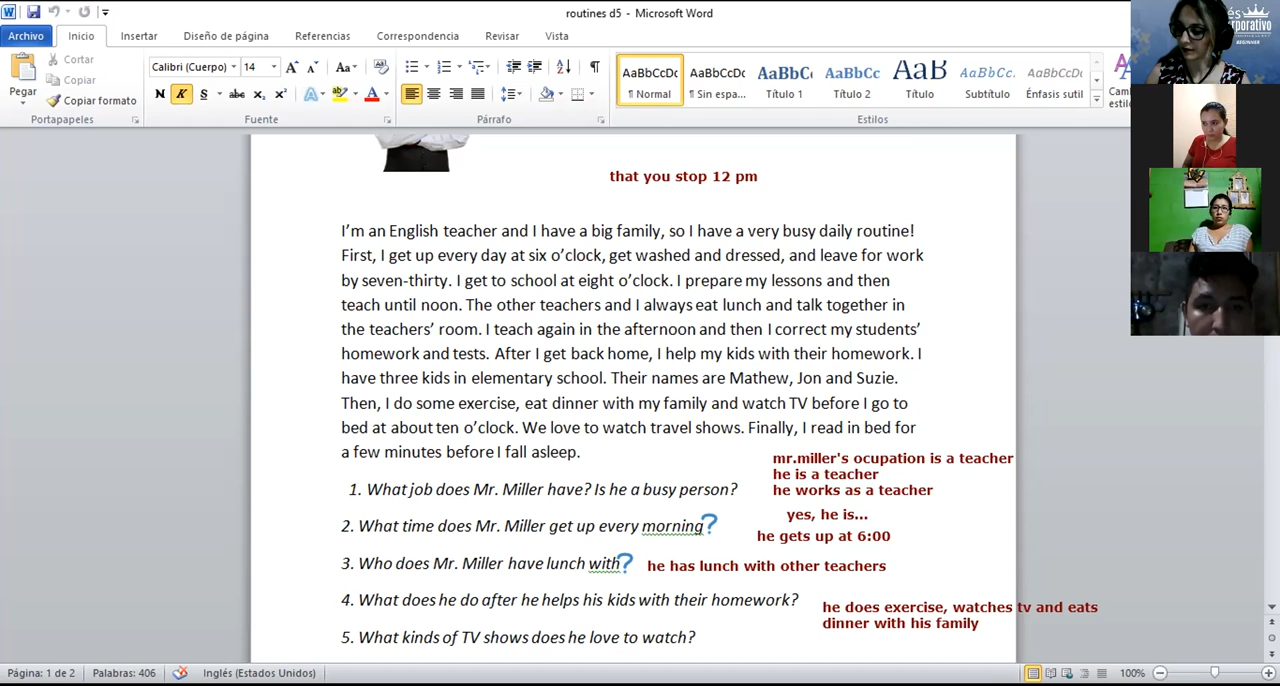 routines d5 - Microsoft Word
Archivo Inicio Insertar Diseño de página Referencias Correspondencia Revisar Vista
Cortar
Copiar
Pegar
Copiar formato
Portapapeles
Calibri (Cuerpo) 14
N K S abc x₂ x²
Fuente
Párrafo
AaBbCcDc AaBbCcDc AaBbC AaBbCc AaB AaBbCc. AaBbCcDc
¶ Normal ¶ Sin espa... Título 1 Título 2 Título Subtítulo Énfasis sutil
Estilos
és
orporativo
BEGINNER
that you stop 12 pm
I’m an English teacher and I have a big family, so I have a very busy daily routine!
First, I get up every day at six o’clock, get washed and dressed, and leave for work
by seven-thirty. I get to school at eight o’clock. I prepare my lessons and then
teach until noon. The other teachers and I always eat lunch and talk together in
the teachers’ room. I teach again in the afternoon and then I correct my students’
homework and tests. After I get back home, I help my kids with their homework. I
have three kids in elementary school. Their names are Mathew, Jon and Suzie.
Then, I do some exercise, eat dinner with my family and watch TV before I go to
bed at about ten o’clock. We love to watch travel shows. Finally, I read in bed for
a few minutes before I fall asleep.
mr.miller's ocupation is a teacher
he is a teacher
1. What job does Mr. Miller have? Is he a busy person?
he works as a teacher
yes, he is...
2. What time does Mr. Miller get up every morning?
he gets up at 6:00
3. Who does Mr. Miller have lunch with?
he has lunch with other teachers
4. What does he do after he helps his kids with their homework?
he does exercise, watches tv and eats
dinner with his family
5. What kinds of TV shows does he love to watch?
Página: 1 de 2 Palabras: 406 Inglés (Estados Unidos) 100%